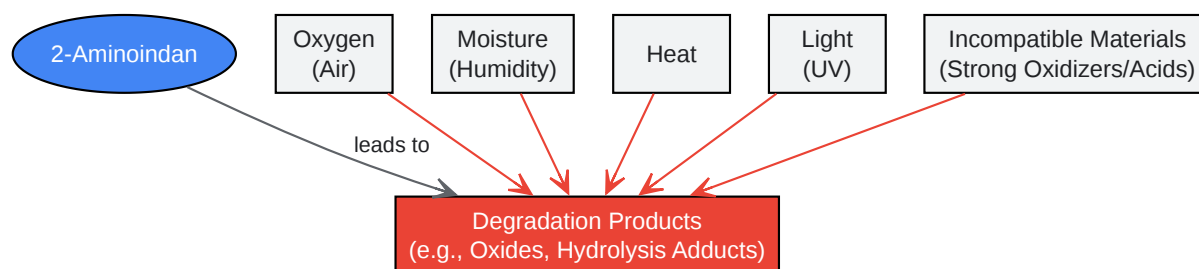 2-Aminoindan
Oxygen
(Air)
Moisture
(Humidity)
Heat
Light
(UV)
Incompatible Materials
(Strong Oxidizers/Acids)
leads to
Degradation Products
(e.g., Oxides, Hydrolysis Adducts)